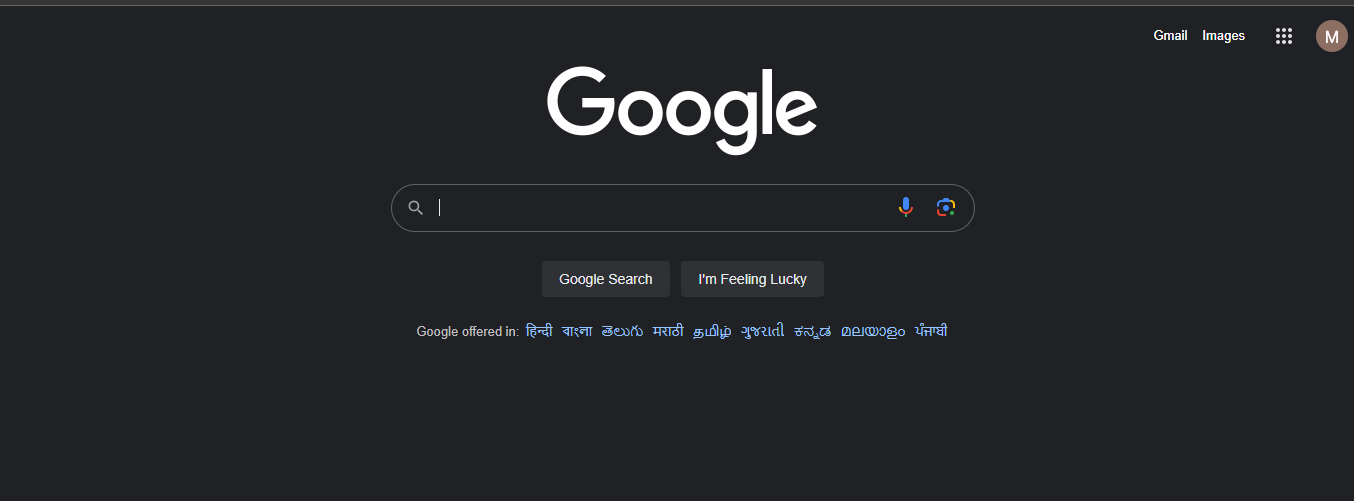 Gmail Images M
Google
Google Search I'm Feeling Lucky
Google offered in: हिन्दी বাংলা తెలుగు मराठी தமிழ் ગુજરાતી ಕನ್ನಡ മലയാളം ਪੰਜਾਬੀ